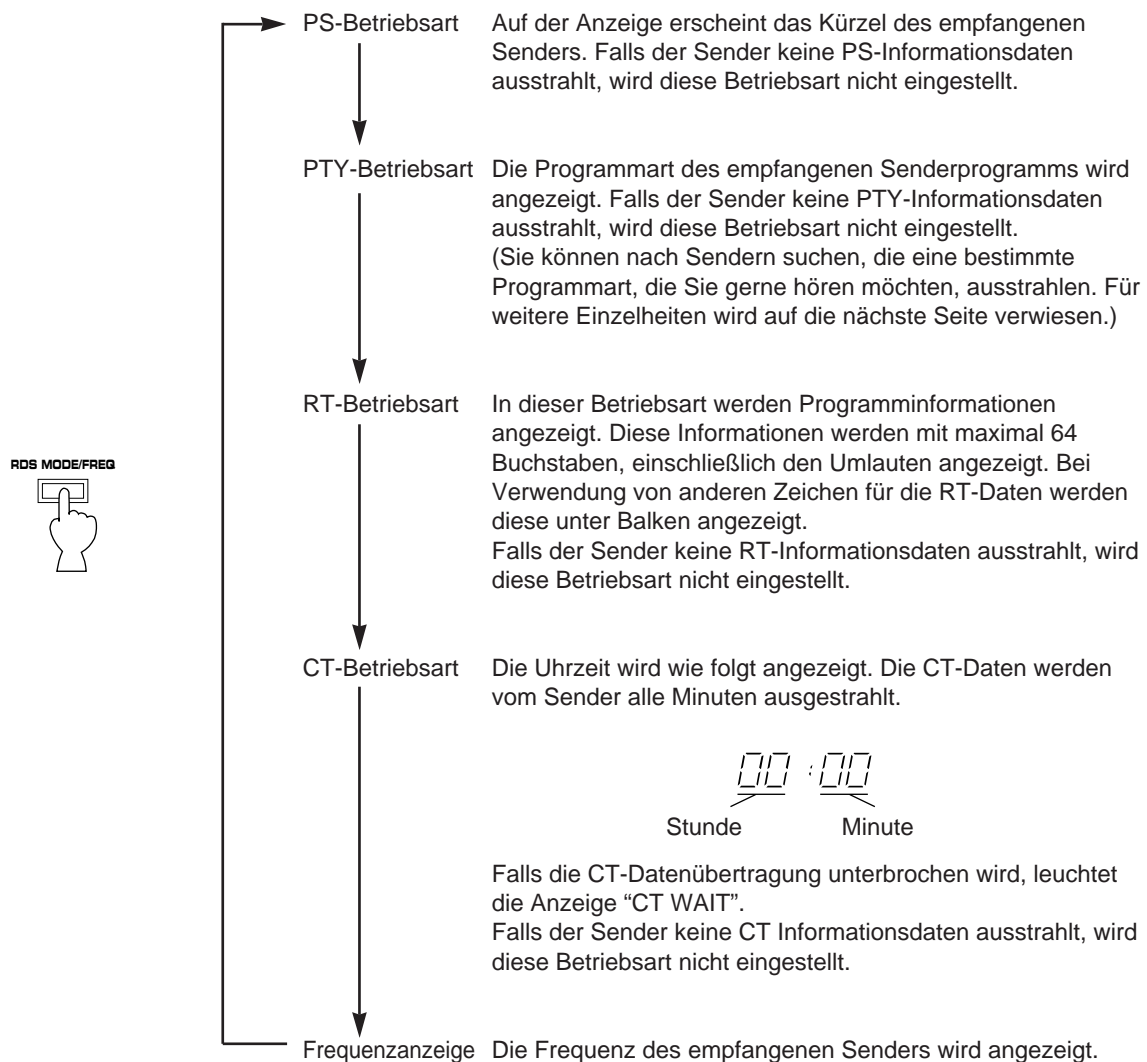 PS-Betriebsart
Auf der Anzeige erscheint das Kürzel des empfangenen
Senders. Falls der Sender keine PS-Informationsdaten
ausstrahlt, wird diese Betriebsart nicht eingestellt.
PTY-Betriebsart
Die Programmart des empfangenen Senderprogramms wird
angezeigt. Falls der Sender keine PTY-Informationsdaten
ausstrahlt, wird diese Betriebsart nicht eingestellt.
(Sie können nach Sendern suchen, die eine bestimmte
Programmart, die Sie gerne hören möchten, ausstrahlen. Für
weitere Einzelheiten wird auf die nächste Seite verwiesen.)
RT-Betriebsart
In dieser Betriebsart werden Programminformationen
angezeigt. Diese Informationen werden mit maximal 64
Buchstaben, einschließlich den Umlauten angezeigt. Bei
Verwendung von anderen Zeichen für die RT-Daten werden
diese unter Balken angezeigt.
Falls der Sender keine RT-Informationsdaten ausstrahlt, wird
diese Betriebsart nicht eingestellt.
RDS MODE/FREQ
CT-Betriebsart
Die Uhrzeit wird wie folgt angezeigt. Die CT-Daten werden
vom Sender alle Minuten ausgestrahlt.
00:00
Stunde Minute
Falls die CT-Datenübertragung unterbrochen wird, leuchtet
die Anzeige “CT WAIT”.
Falls der Sender keine CT Informationsdaten ausstrahlt, wird
diese Betriebsart nicht eingestellt.
Frequenzanzeige
Die Frequenz des empfangenen Senders wird angezeigt.